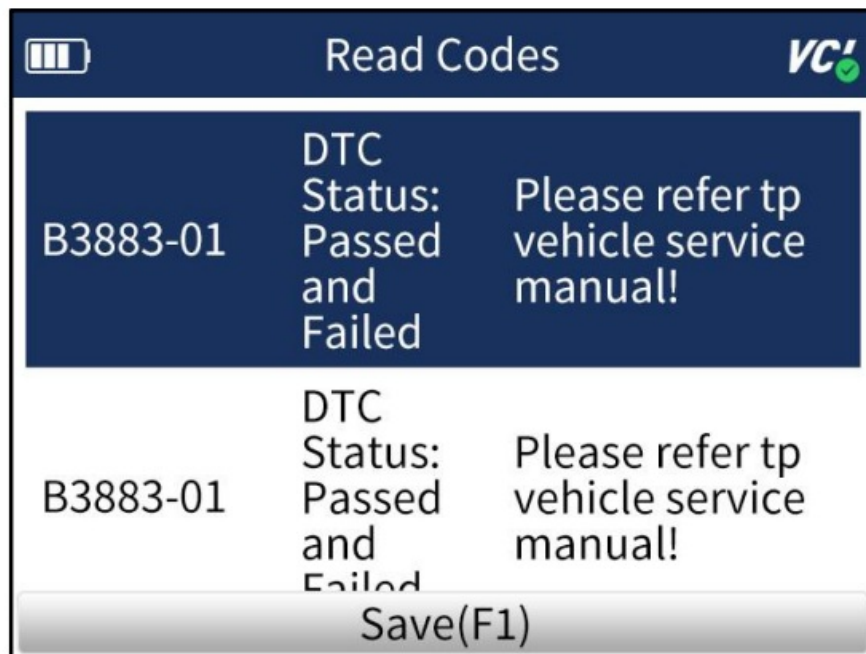 Read Codes
VCI
B3883-01
DTC
Status:
Passed
and
Failed
Please refer tp
vehicle service
manual!
B3883-01
DTC
Status:
Passed
and
Failed
Please refer tp
vehicle service
manual!
Save(F1)